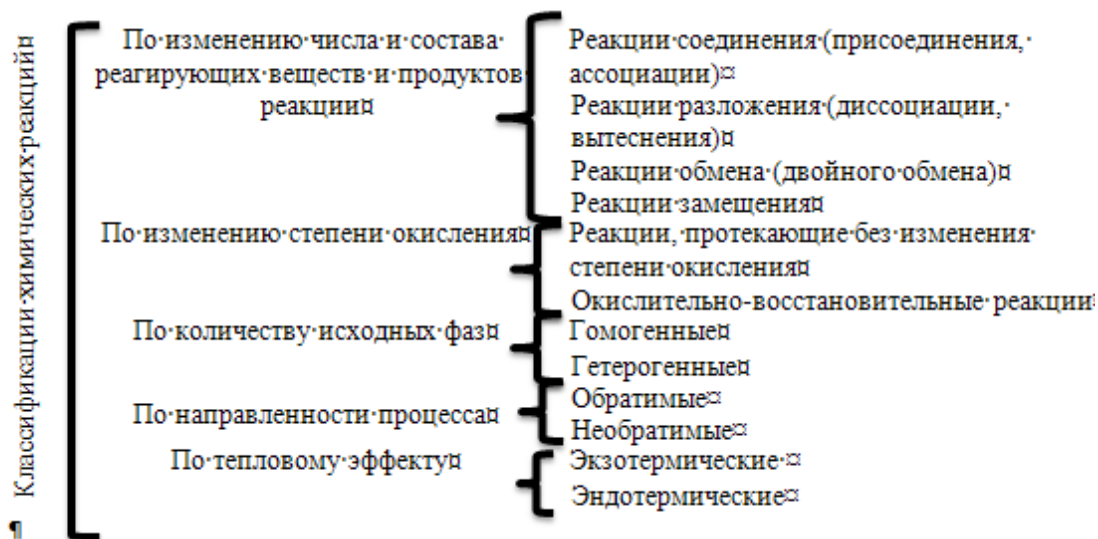 Классификации химических реакций¤
По·изменению·числа·и·состава·
реагирующих·веществ·и·продуктов·
реакции¤
Реакции·соединения·(присоединения,·
ассоциации)¤
Реакции·разложения·(диссоциации,·
вытеснения)¤
Реакции·обмена·(двойного·обмена)¤
Реакции·замещения¤
По·изменению·степени·окисления¤
Реакции,·протекающие·без·изменения·
степени·окисления¤
Окислительно-восстановительные·реакции¤
По·количеству·исходных·фаз¤
Гомогенные¤
Гетерогенные¤
По·направленности·процесса¤
Обратимые¤
Необратимые¤
По·тепловому·эффекту¤
Экзотермические·¤
Эндотермические¤
¶